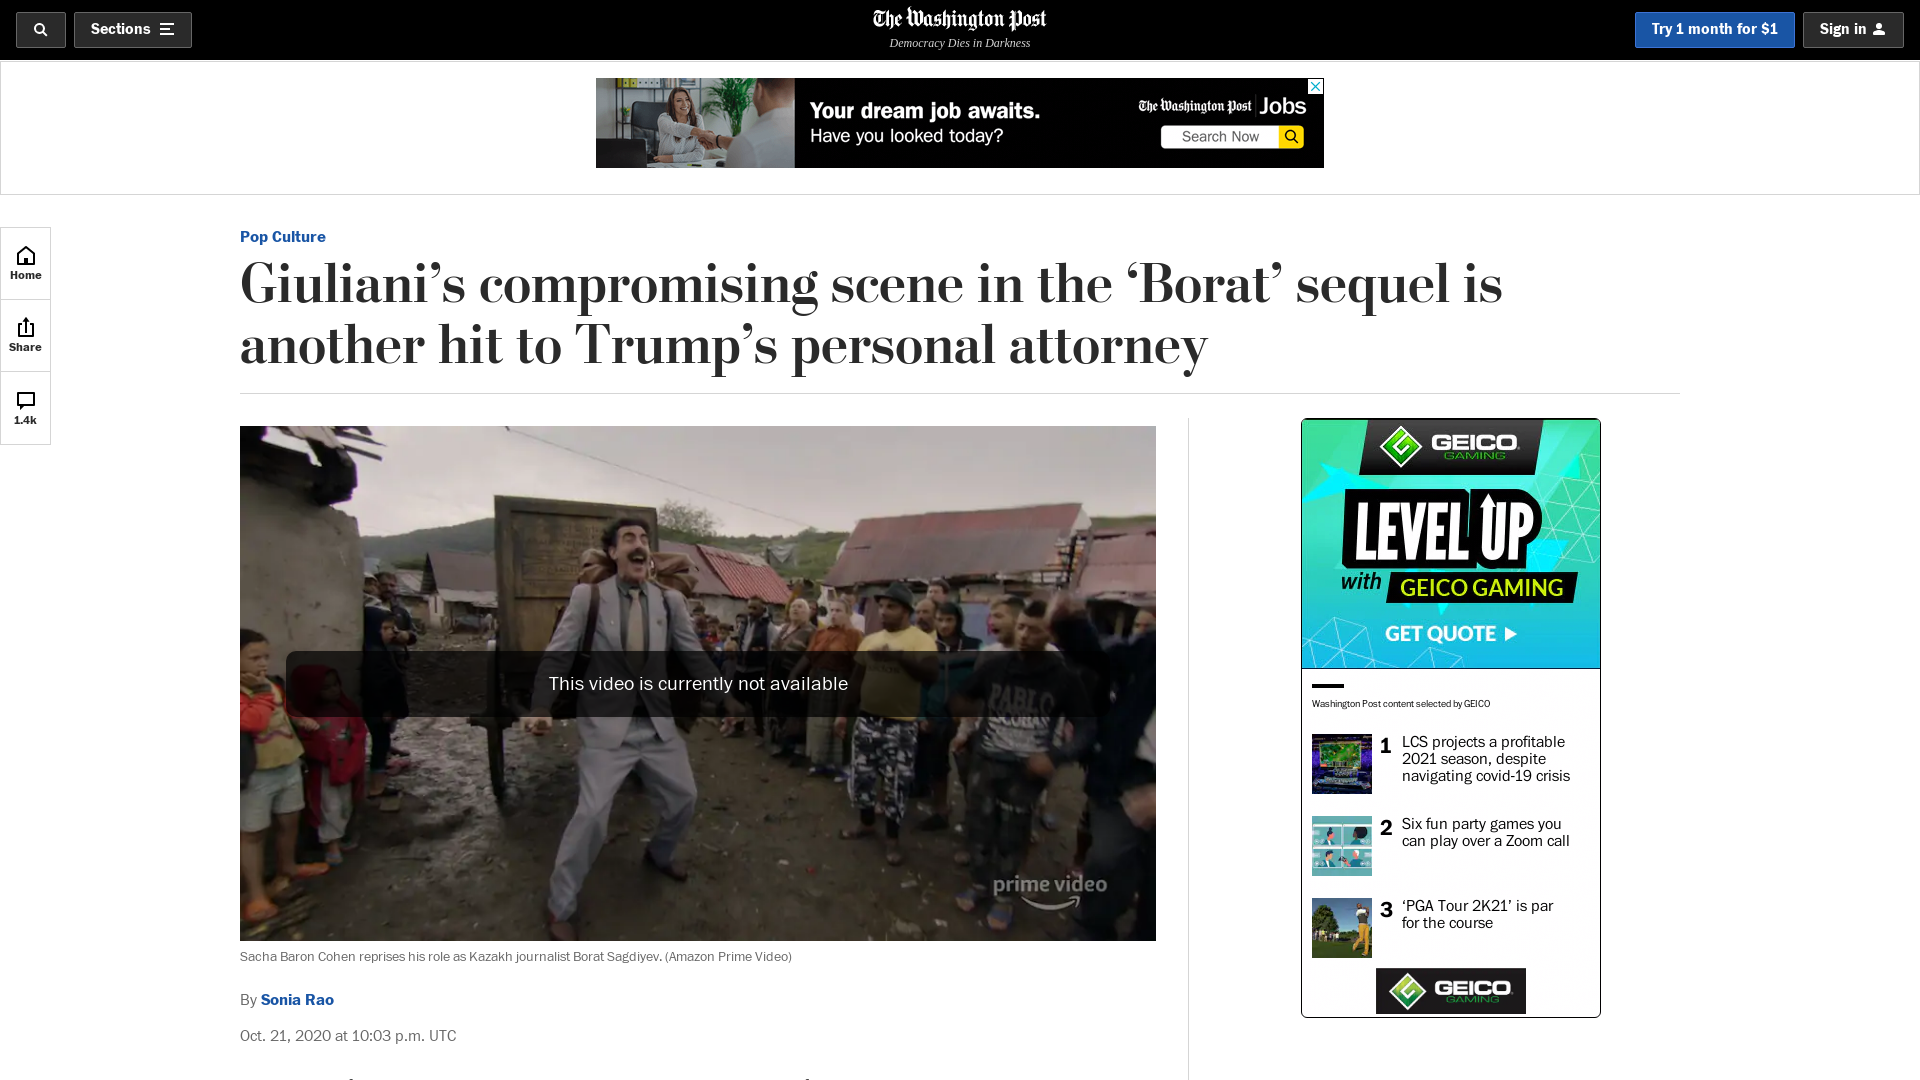 Sections
The Washington Post
Democracy Dies in Darkness
Try 1 month for $1
Sign in
Your dream job awaits.
Have you looked today?
The Washington Post Jobs
Search Now
Home
Share
1.4k
Pop Culture
Giuliani’s compromising scene in the ‘Borat’ sequel is
another hit to Trump’s personal attorney
This video is currently not available
PABLO
ESCOBAR
prime video
Sacha Baron Cohen reprises his role as Kazakh journalist Borat Sagdiyev. (Amazon Prime Video)
By Sonia Rao
Oct. 21, 2020 at 10:03 p.m. UTC
GEICO
GAMING
LEVEL UP
with GEICO GAMING
GET QUOTE
Washington Post content selected by GEICO
1 LCS projects a profitable
2021 season, despite
navigating covid-19 crisis
2 Six fun party games you
can play over a Zoom call
3 ‘PGA Tour 2K21’ is par
for the course
GEICO
GAMING